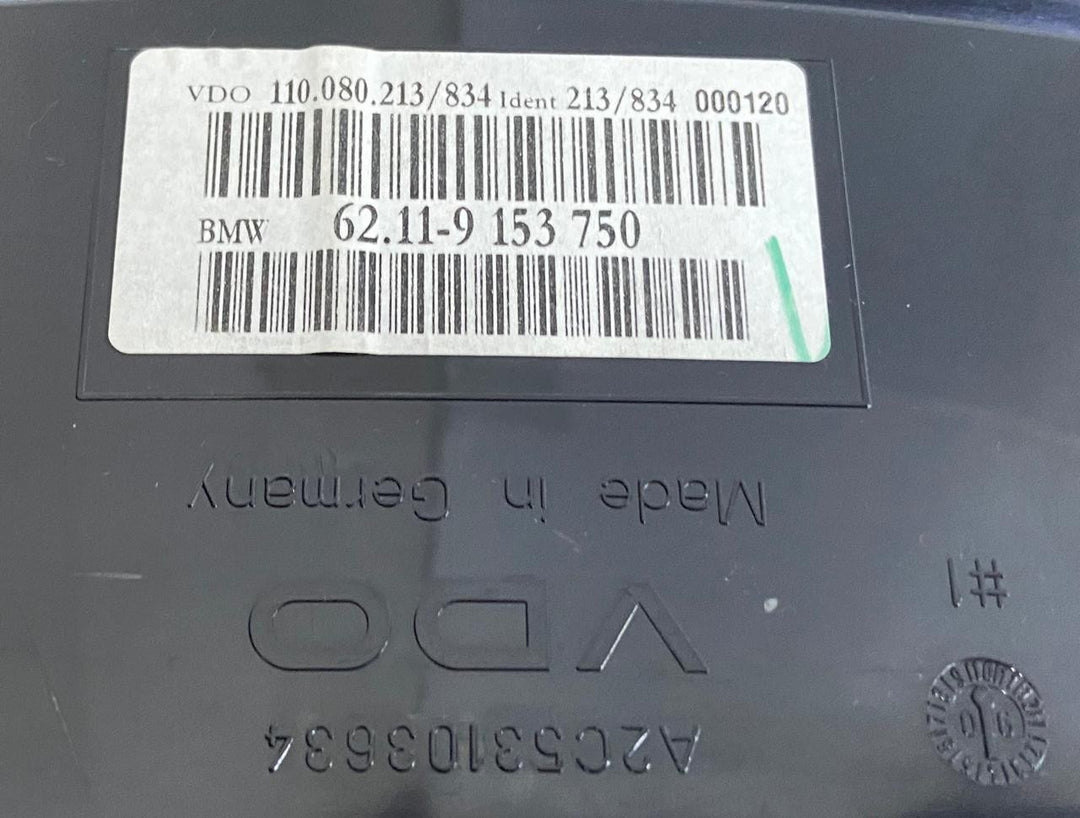 VDO 110.080.213/834 Ident 213/834 000120
BMW 62.11-9 153 750
Made in Germany
#1
VDO
A2C53103634